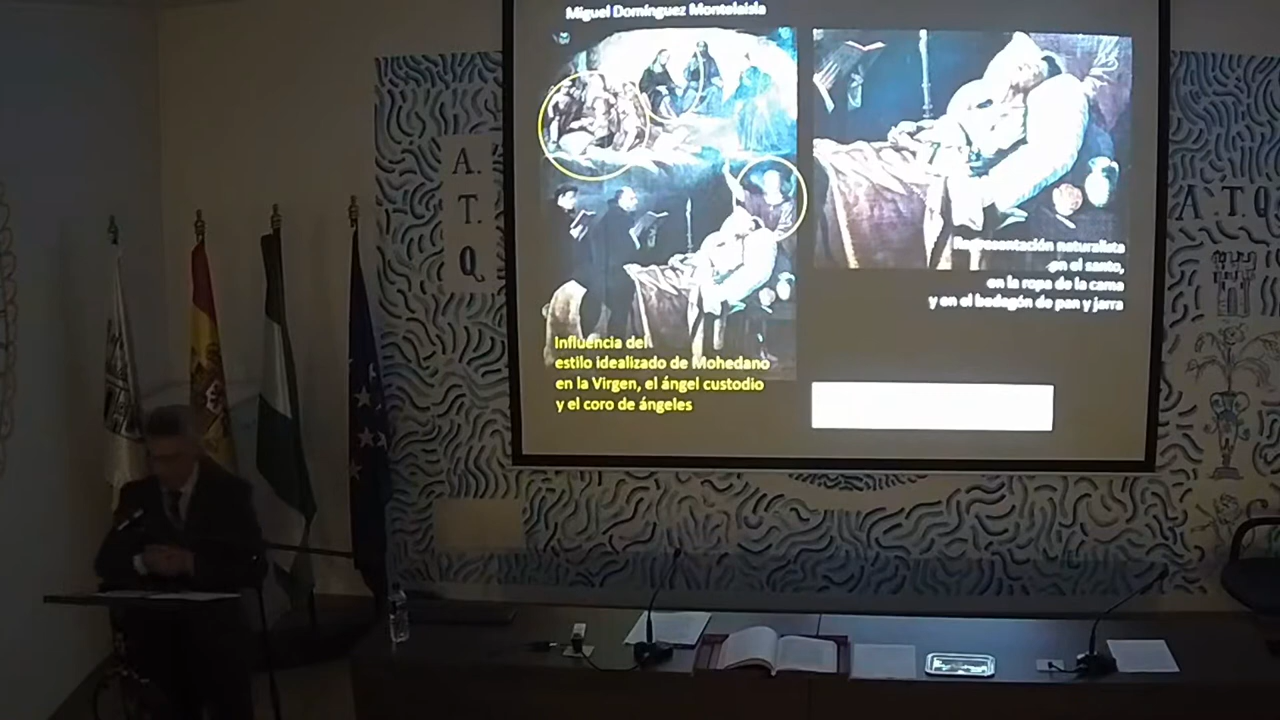 Miguel Domínguez Montelaisla
A.
T.
Q
Influencia del
estilo idealizado de Mohedano
en la Virgen, el ángel custodio
y el coro de ángeles
Representación naturalista
en el santo,
en la ropa de la cama
y en el bodegón de pan y jarra
A.T.Q